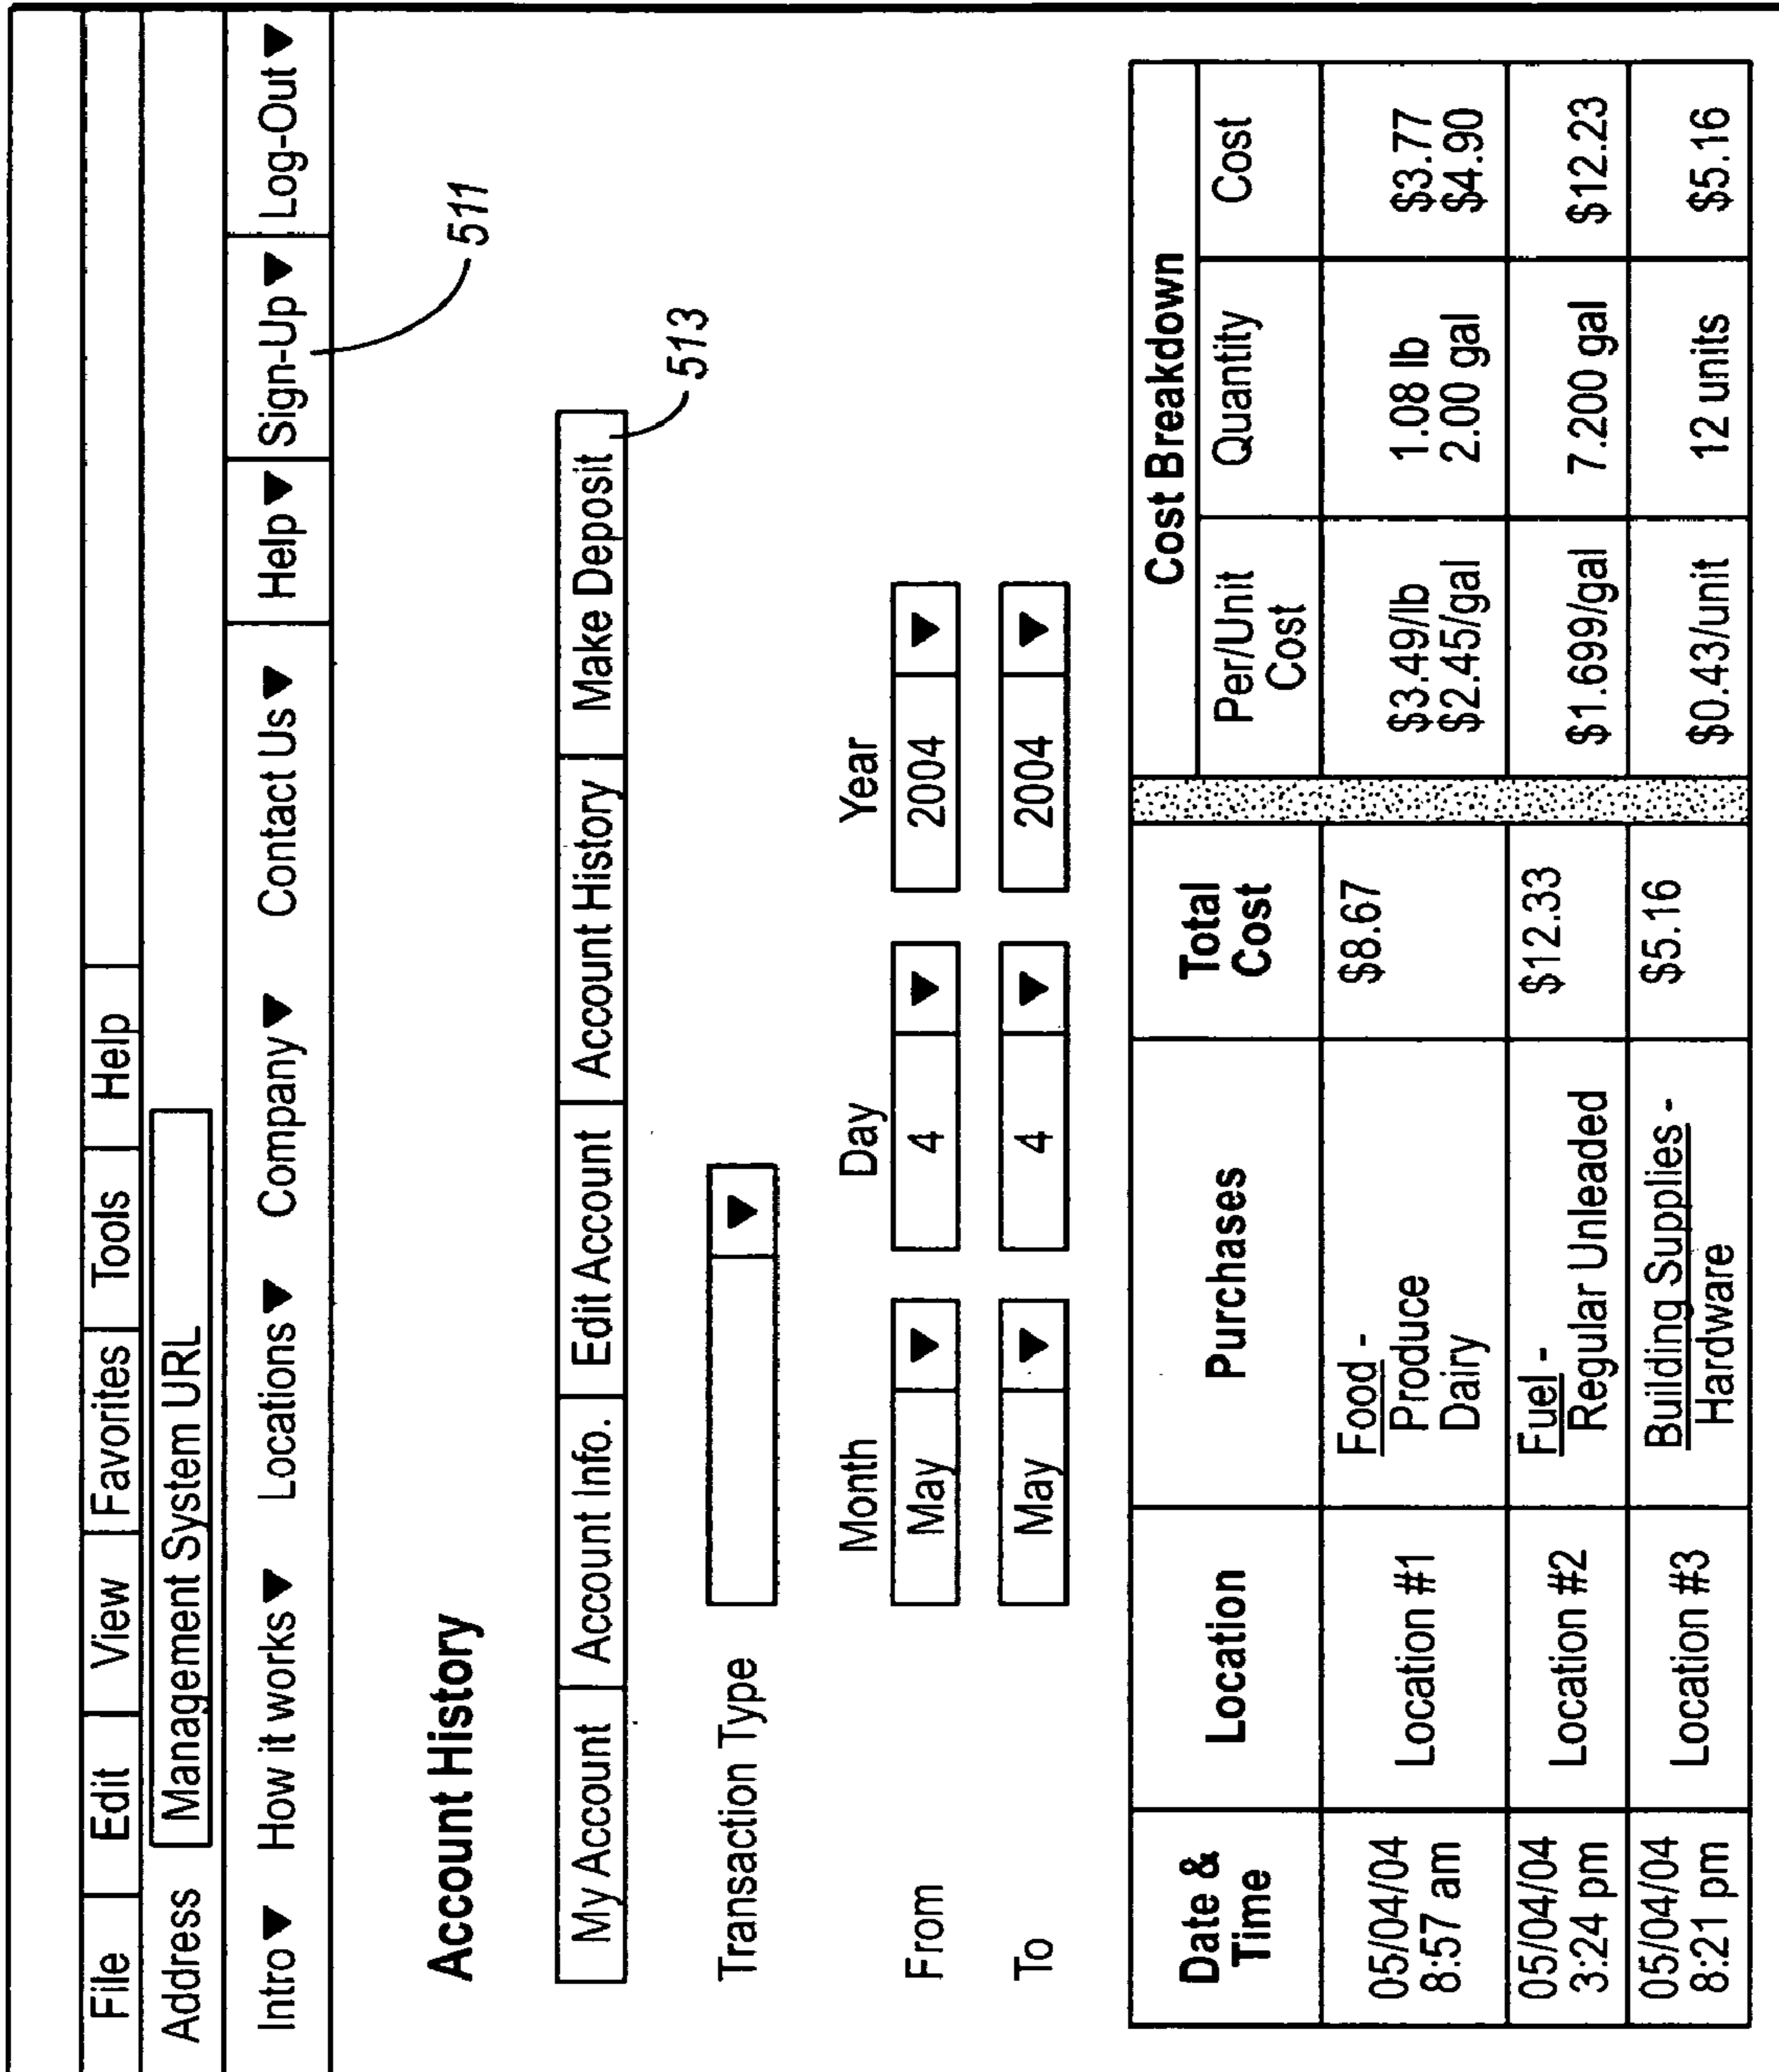 File Edit View Favorites Tools Help
Address Management System URL
Intro▼ How it works▼ Locations▼ Company▼ Contact Us▼ Help▼ Sign-Up▼ Log-Out▼
511
Account History
My Account Account Info. Edit Account Account History Make Deposit
513
Transaction Type ▼
Month Day Year
From May ▼ 4 ▼ 2004 ▼
To May ▼ 4 ▼ 2004 ▼
Cost Breakdown
Date & Time Location Purchases Total Cost Per/Unit Cost Quantity Cost
05/04/04 8:57 am Location #1 Food - $8.67
Produce $3.49/lb 1.08 lb $3.77
Dairy $2.45/gal 2.00 gal $4.90
05/04/04 3:24 pm Location #2 Fuel - $12.33
Regular Unleaded $1.699/gal 7.200 gal $12.23
05/04/04 8:21 pm Location #3 Building Supplies - $5.16
Hardware $0.43/unit 12 units $5.16